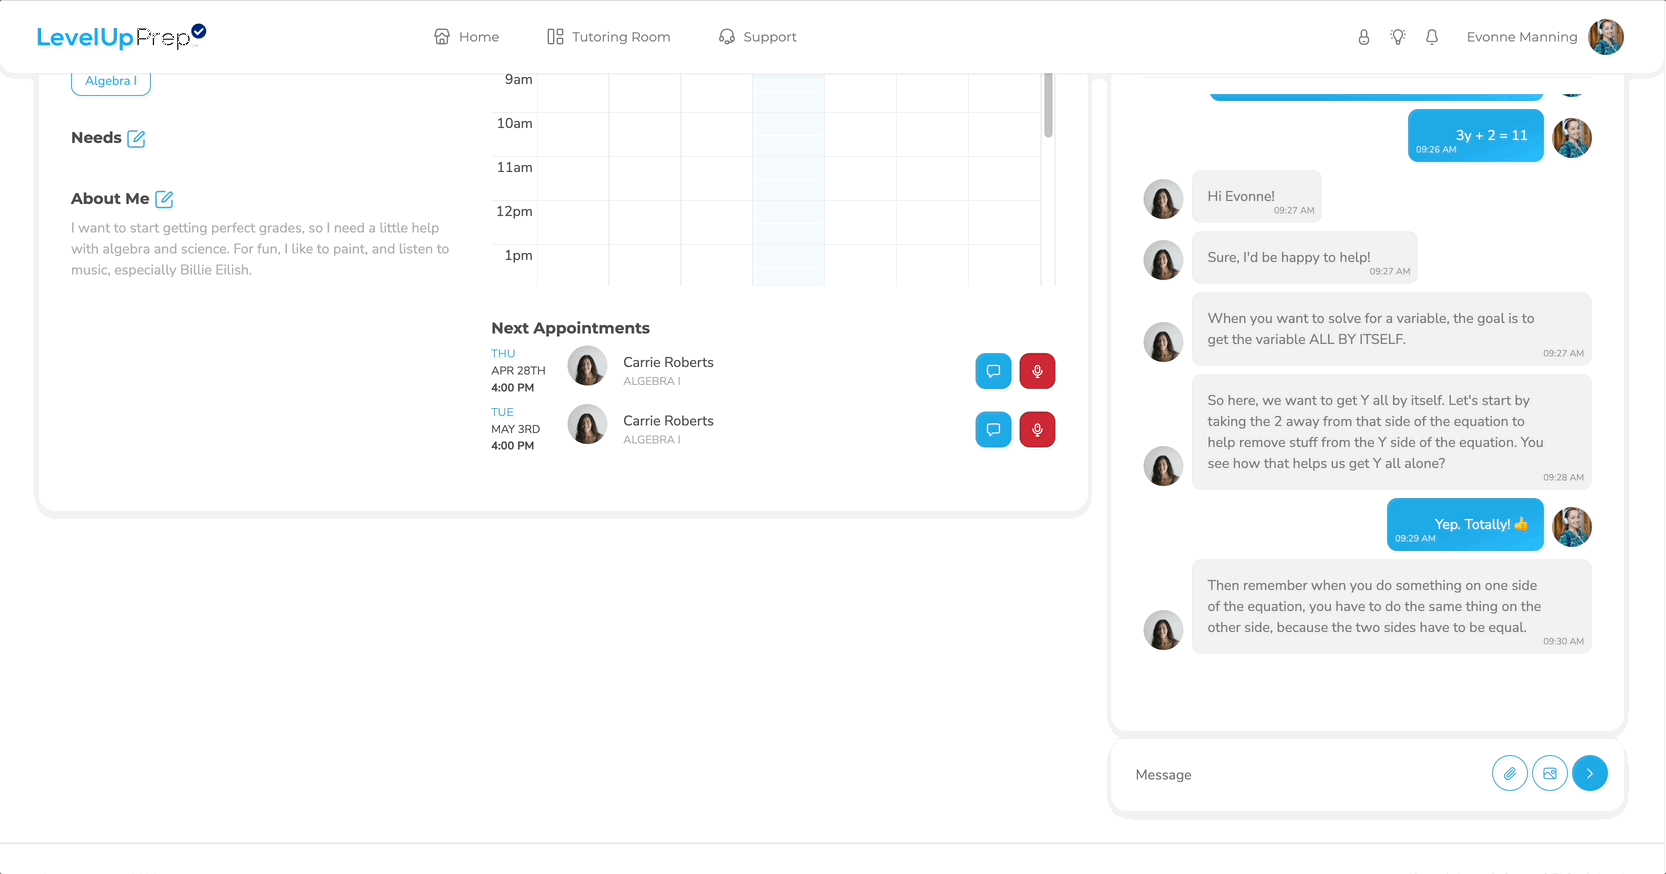 LevelUpPrep
Home
Tutoring Room
Support
Evonne Manning
Algebra I
Needs
About Me
I want to start getting perfect grades, so I need a little help
with algebra and science. For fun, I like to paint, and listen to
music, especially Billie Eilish.
9am
10am
11am
12pm
1pm
Next Appointments
THU
APR 28TH
4:00 PM
Carrie Roberts
ALGEBRA I
TUE
MAY 3RD
4:00 PM
Carrie Roberts
ALGEBRA I
3y + 2 = 11
09:26 AM
Hi Evonne!
09:27 AM
Sure, I'd be happy to help!
09:27 AM
When you want to solve for a variable, the goal is to
get the variable ALL BY ITSELF.
09:27 AM
So here, we want to get Y all by itself. Let's start by
taking the 2 away from that side of the equation to
help remove stuff from the Y side of the equation. You
see how that helps us get Y all alone?
09:28 AM
Yep. Totally! 👍
09:29 AM
Then remember when you do something on one side
of the equation, you have to do the same thing on the
other side, because the two sides have to be equal.
09:30 AM
Message